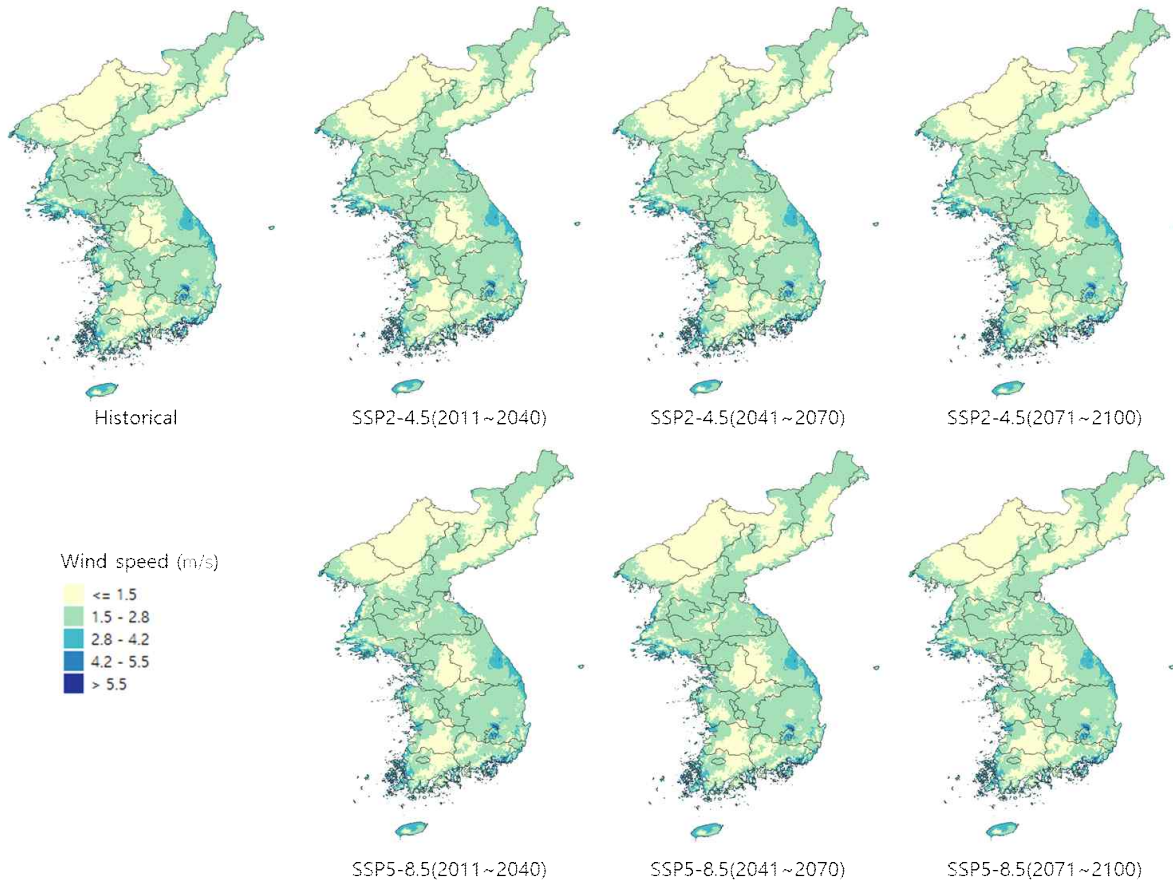 Historical
SSP2-4.5(2011~2040)
SSP2-4.5(2041~2070)
SSP2-4.5(2071~2100)
Wind speed (m/s)
<= 1.5
1.5 - 2.8
2.8 - 4.2
4.2 - 5.5
> 5.5
SSP5-8.5(2011~2040)
SSP5-8.5(2041~2070)
SSP5-8.5(2071~2100)